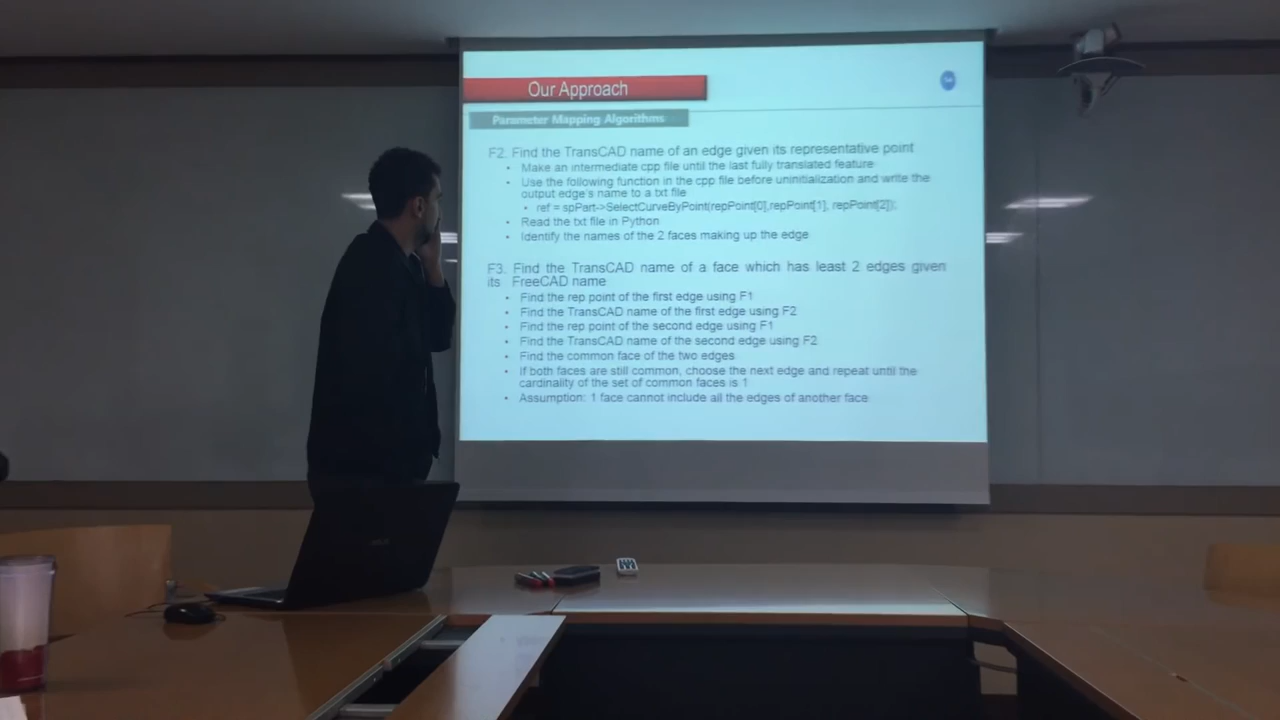 Our Approach
Parameter Mapping Algorithms
F2. Find the TransCAD name of an edge given its representative point
• Make an intermediate cpp file until the last fully translated feature
• Use the following function in the cpp file before uninitialization and write the
output edge's name to a txt file
• ref = spPart->SelectCurveByPoint(repPoint[0],repPoint[1], repPoint[2]);
• Read the txt file in Python
• Identify the names of the 2 faces making up the edge
F3. Find the TransCAD name of a face which has least 2 edges given
its FreeCAD name
• Find the rep point of the first edge using F1
• Find the TransCAD name of the first edge using F2
• Find the rep point of the second edge using F1
• Find the TransCAD name of the second edge using F2
• Find the common face of the two edges
• If both faces are still common, choose the next edge and repeat until the
cardinality of the set of common faces is 1
• Assumption: 1 face cannot include all the edges of another face